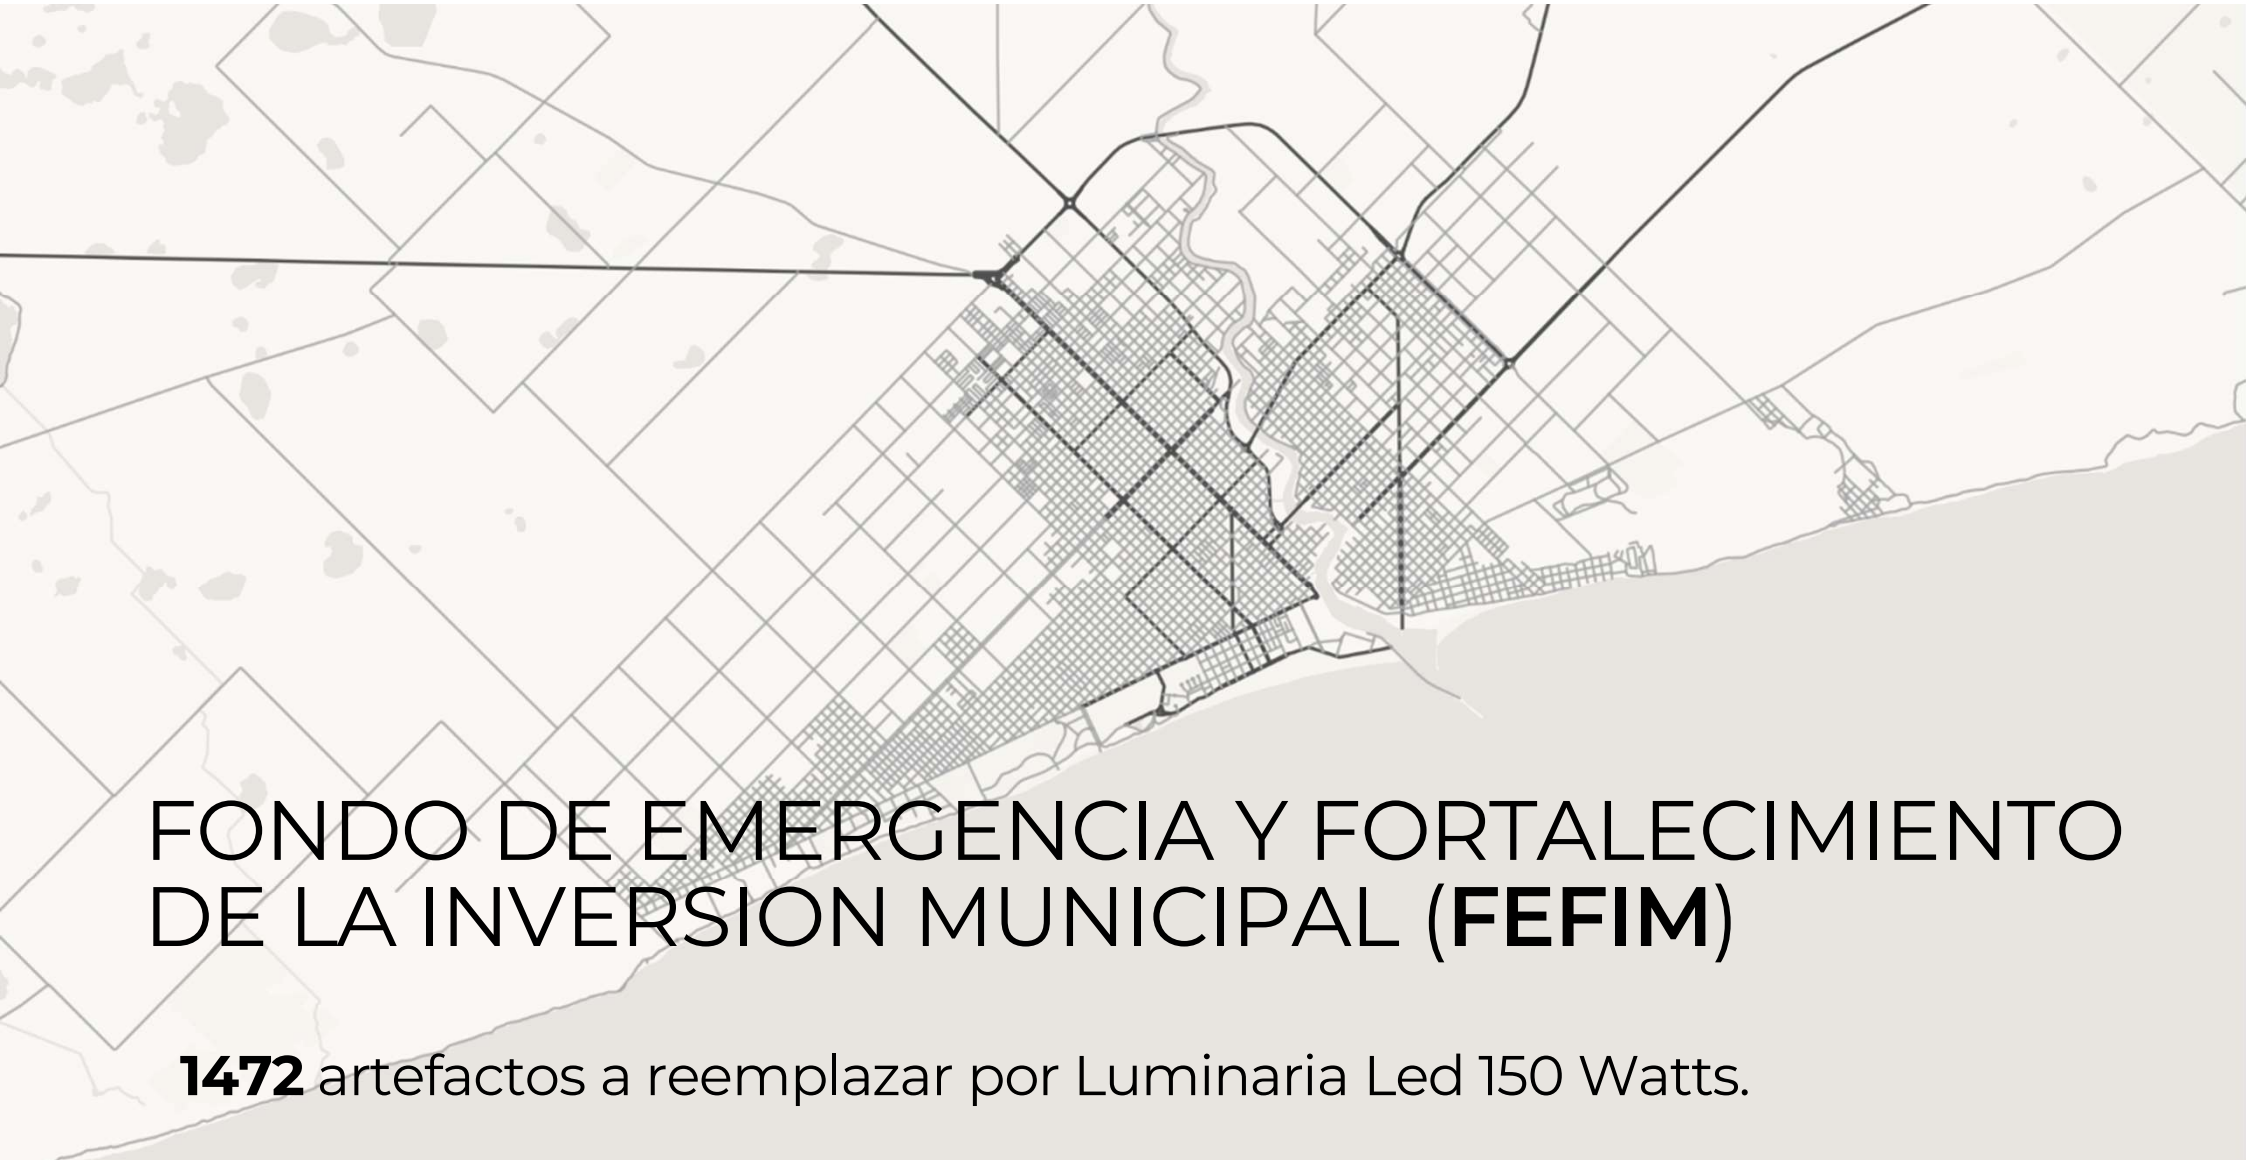 FONDO DE EMERGENCIA Y FORTALECIMIENTO
DE LA INVERSION MUNICIPAL (FEFIM)
1472 artefactos a reemplazar por Luminaria Led 150 Watts.